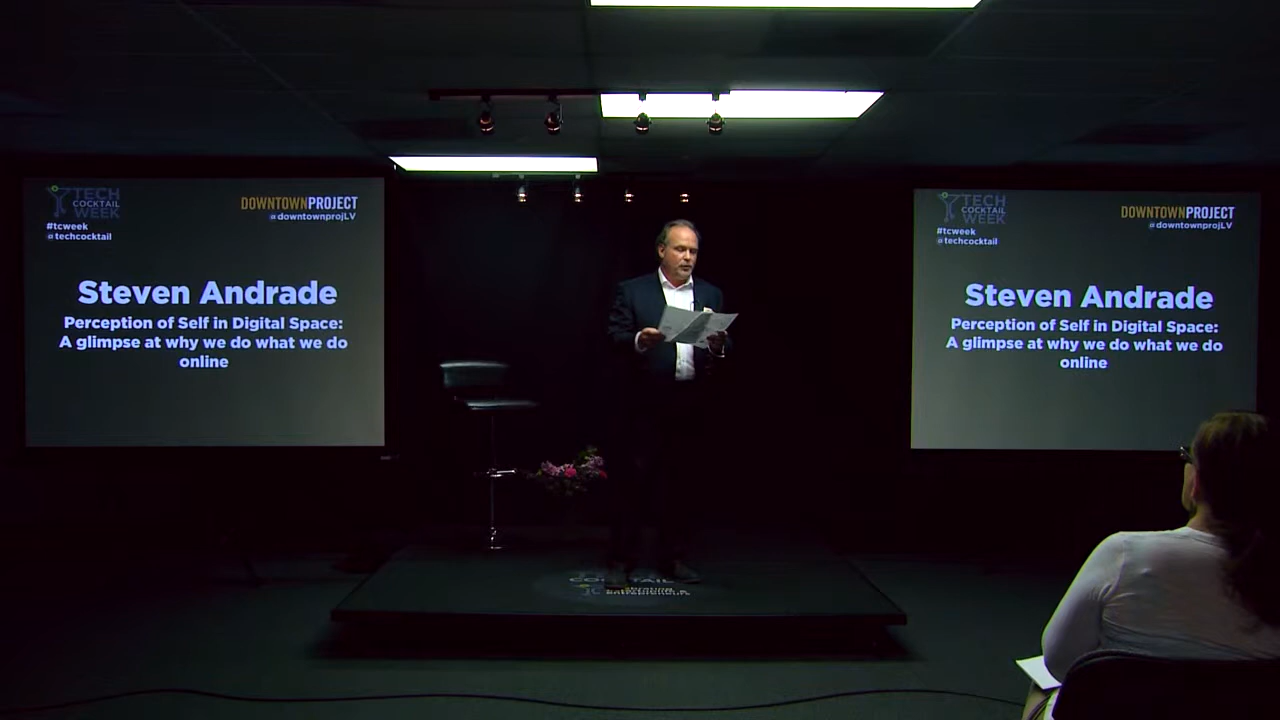 TECH
COCKTAIL
WEEK
#tcweek
@techcocktail
DOWNTOWNPROJECT
@downtownprojLV
Steven Andrade
Perception of Self in Digital Space:
A glimpse at why we do what we do
online
TECH
COCKTAIL
WEEK
#tcweek
@techcocktail
DOWNTOWNPROJECT
@downtownprojLV
Steven Andrade
Perception of Self in Digital Space:
A glimpse at why we do what we do
online
COCKTAIL